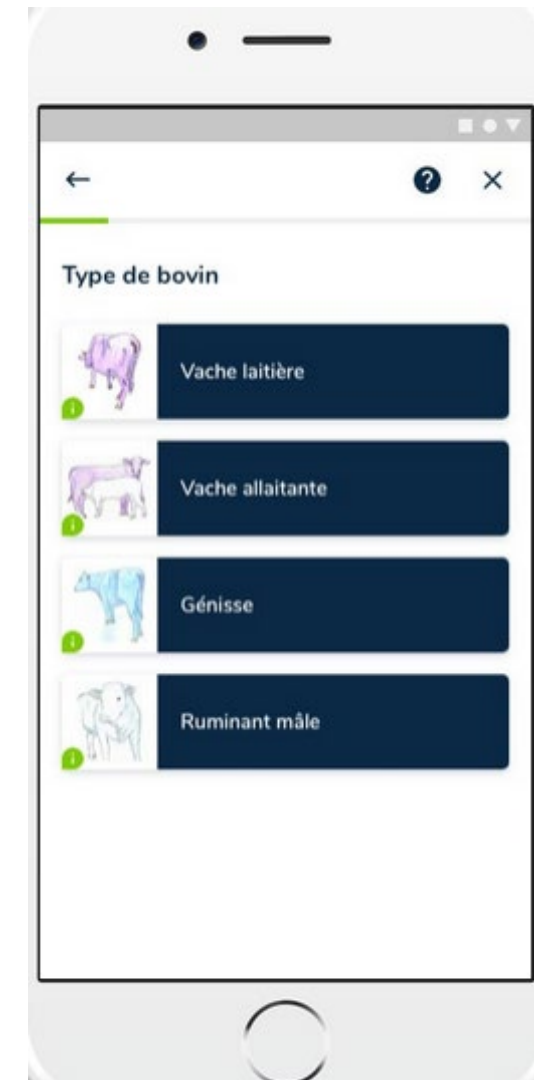 Type de bovin
Vache laitière
Vache allaitante
Génisse
Ruminant mâle